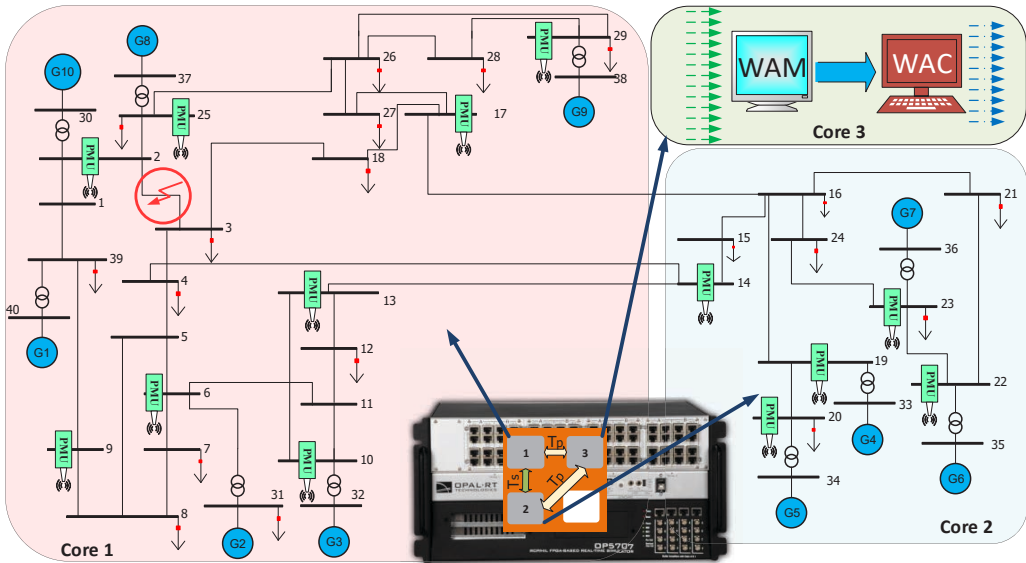 G10
G8
30
37
PMU
25
PMU
2
1
3
39
40
G1
4
5
PMU
6
7
PMU
9
8
26
28
PMU
29
38
G9
27
PMU
17
18
PMU
13
12
11
PMU
10
31
32
G2
G3
Core 1
WAM
WAC
Core 3
16
21
15
24
G7
36
PMU
14
PMU
23
PMU
19
PMU
22
PMU
20
33
G4
35
34
G6
G5
Core 2
1
Tp
3
Ts
Tp
2
OPAL-RT
TECHNOLOGIES
OP5707